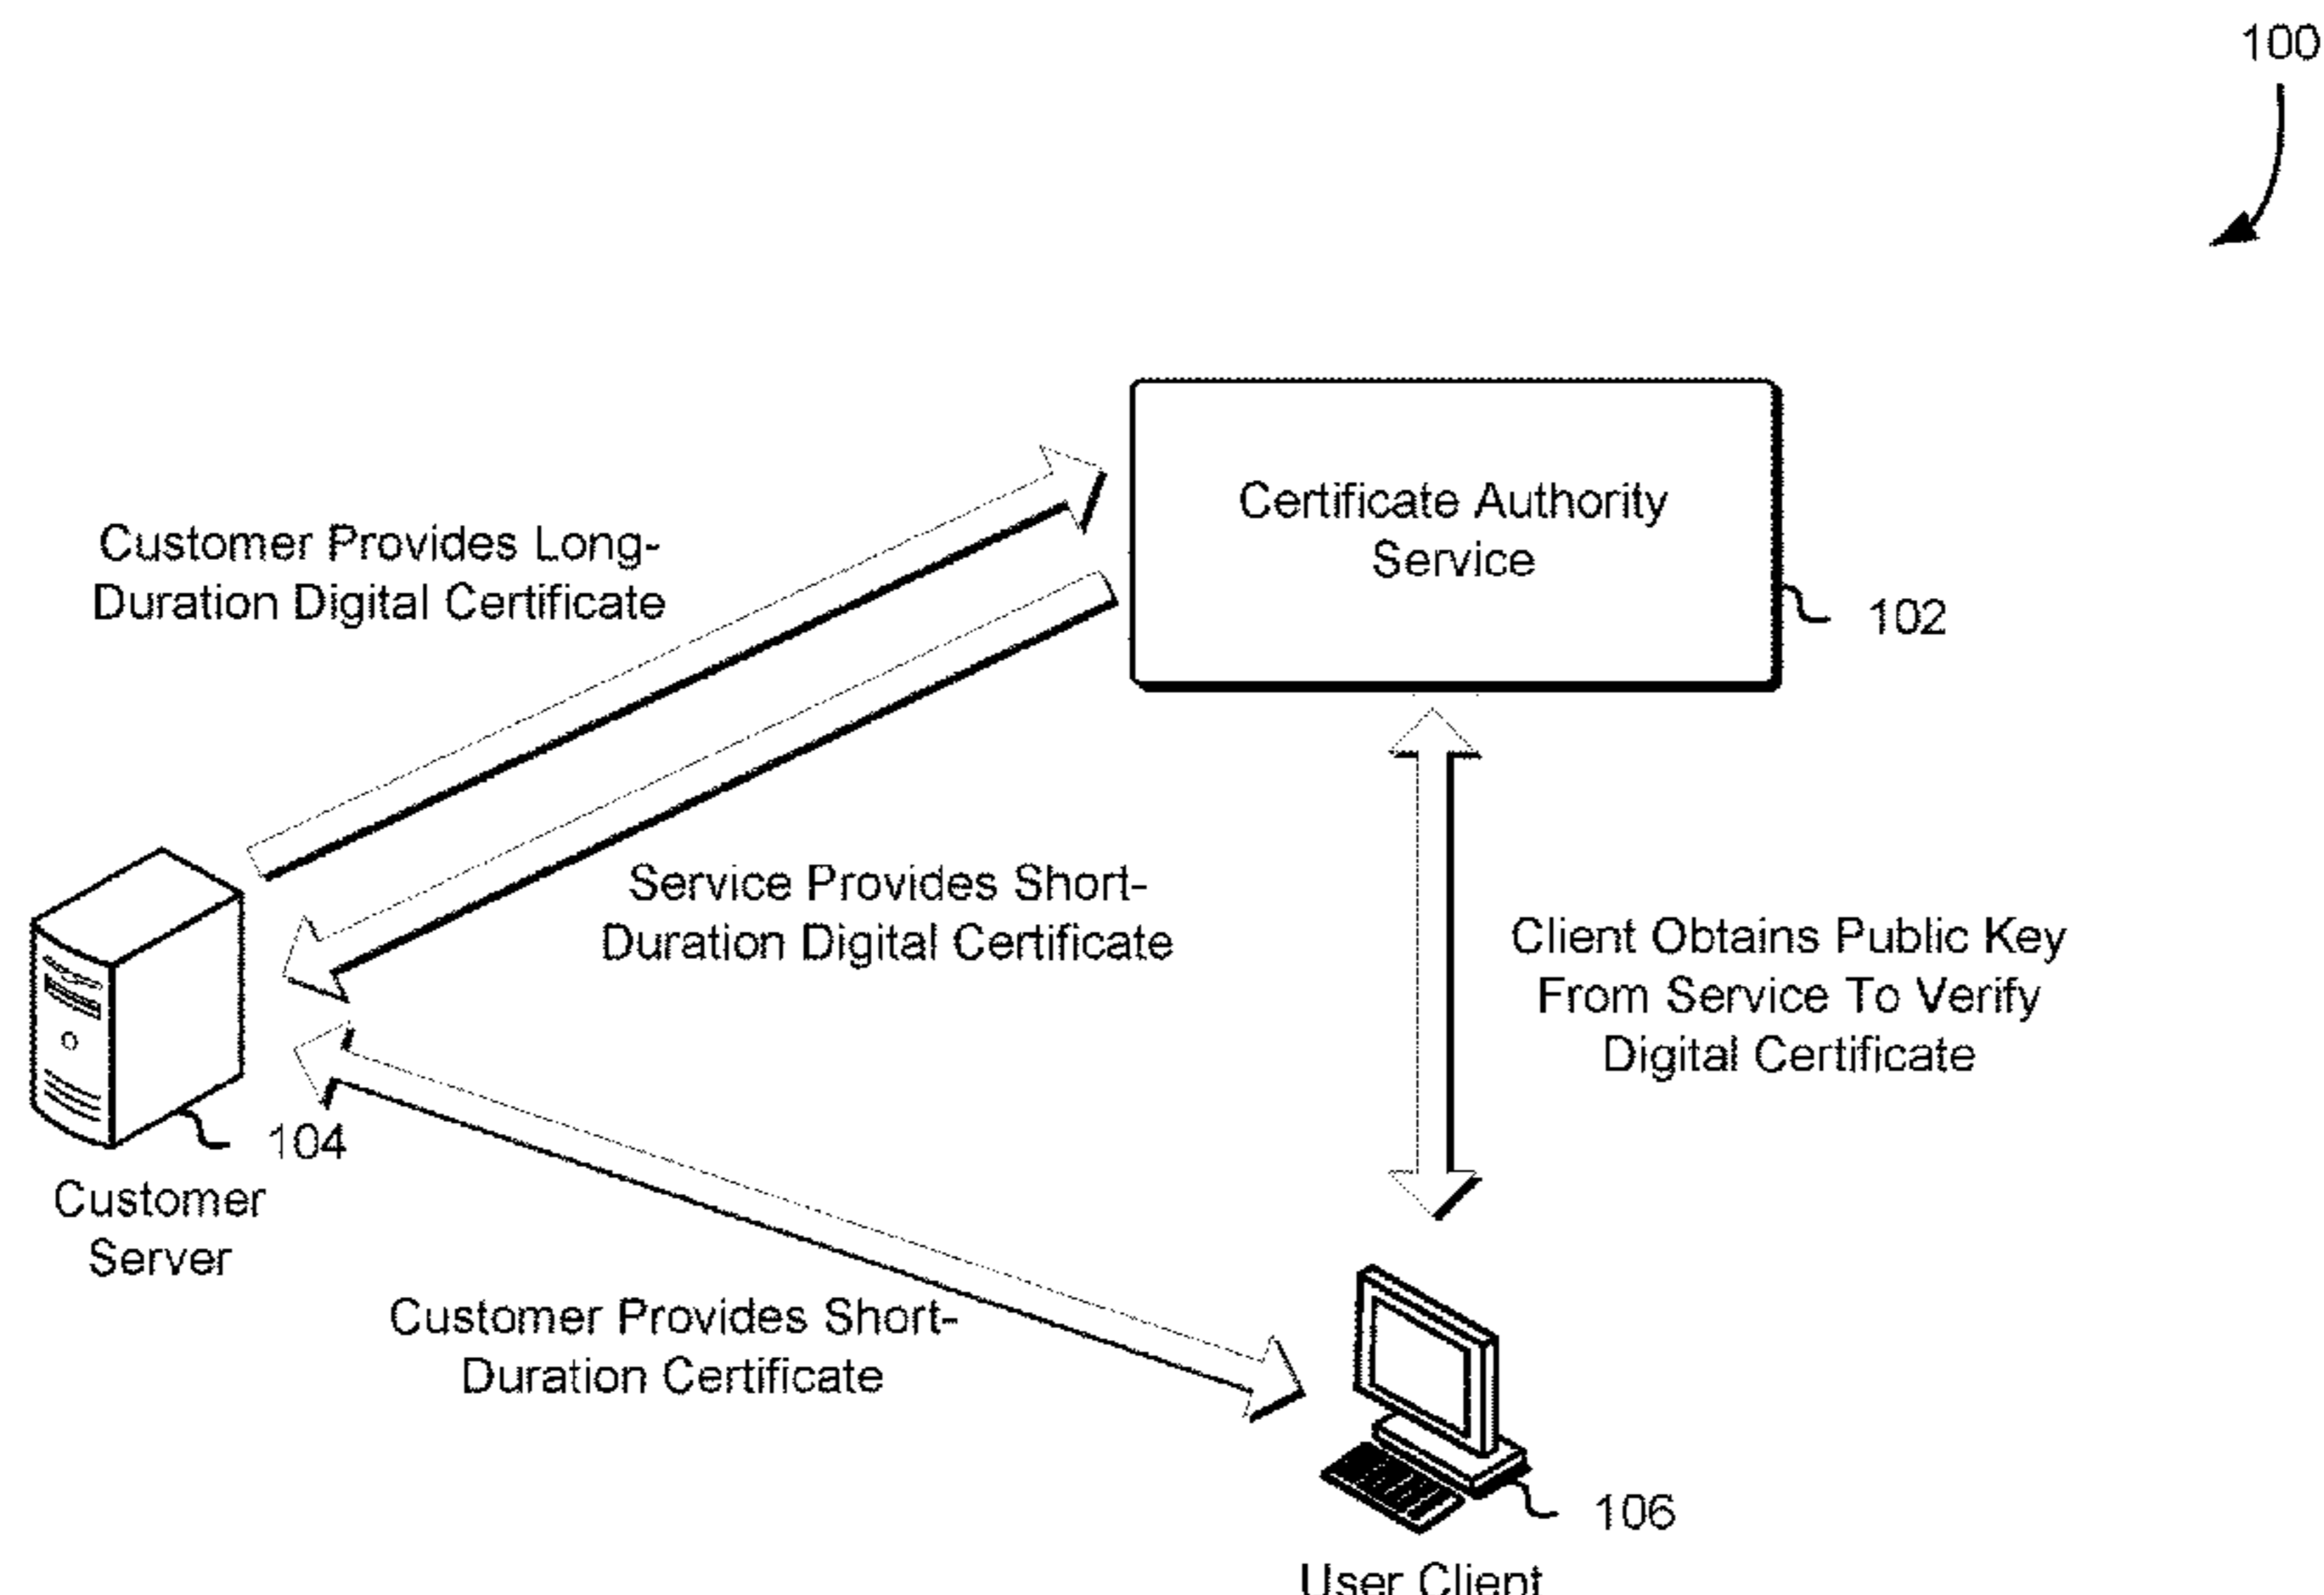 100
Certificate Authority
Service
102
Customer Provides Long-
Duration Digital Certificate
Service Provides Short-
Duration Digital Certificate
Client Obtains Public Key
From Service To Verify
Digital Certificate
104
Customer
Server
Customer Provides Short-
Duration Certificate
106
User Client